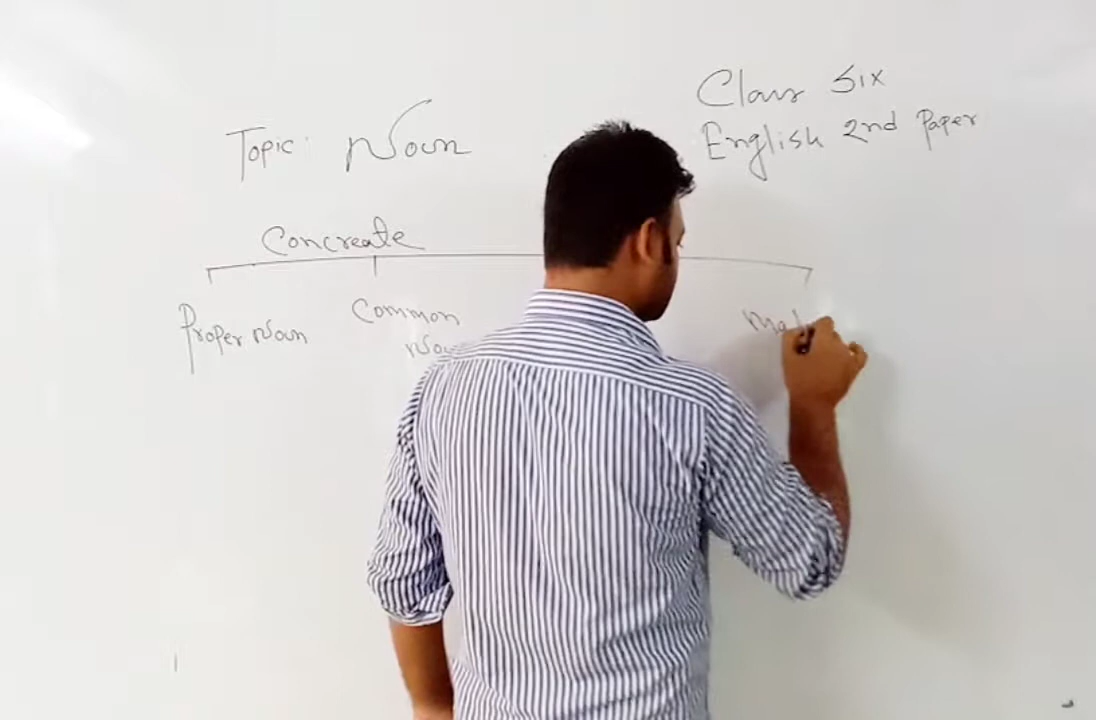 Class Six
Topic: Noun
English 2nd Paper
Concreate
Proper Noun
Common